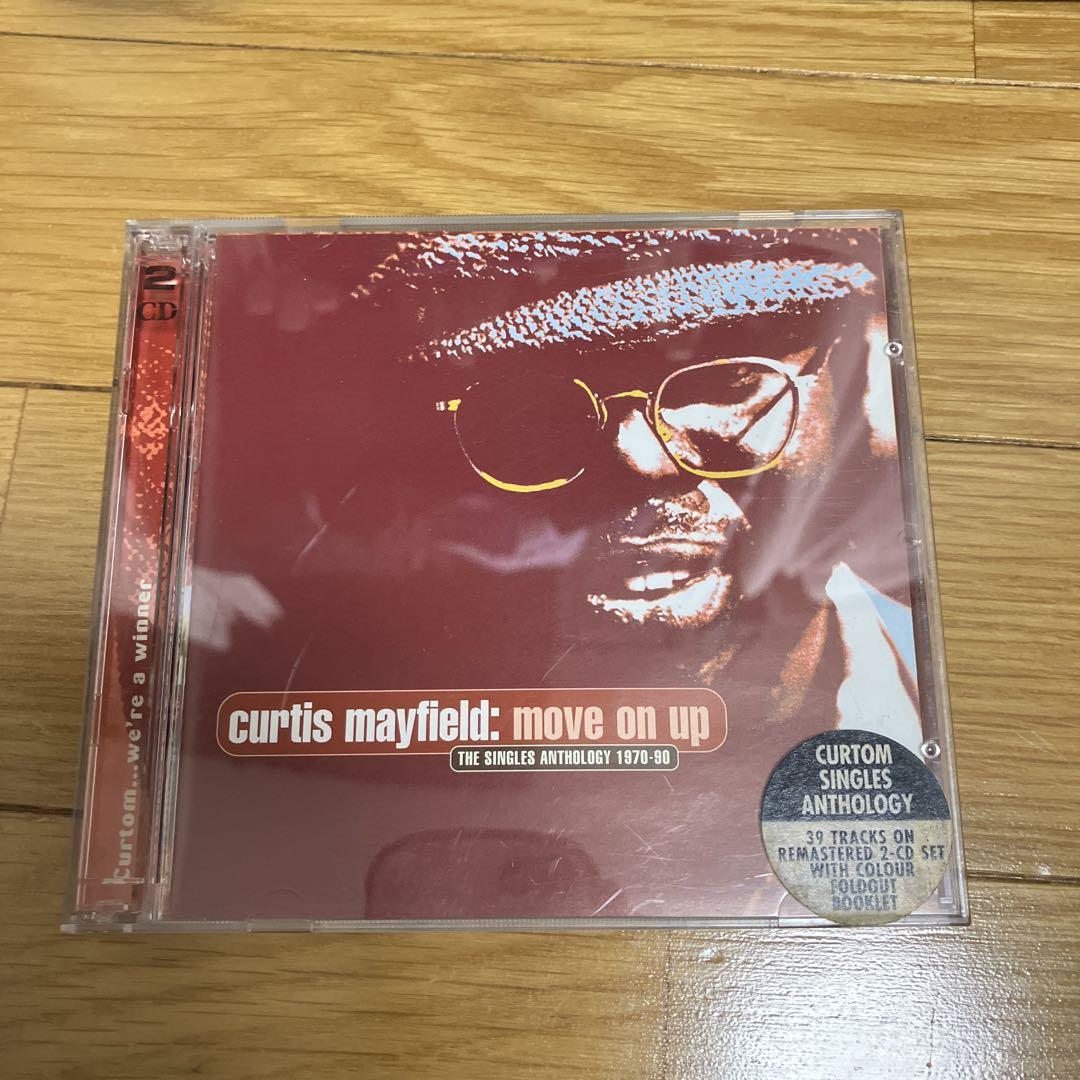 2
CD
curtom...we're a winner
curtis mayfield: move on up
THE SINGLES ANTHOLOGY 1970-90
CURTOM
SINGLES
ANTHOLOGY
39 TRACKS ON
REMASTERED 2-CD SET
WITH COLOUR
FOLDOUT
BOOKLET